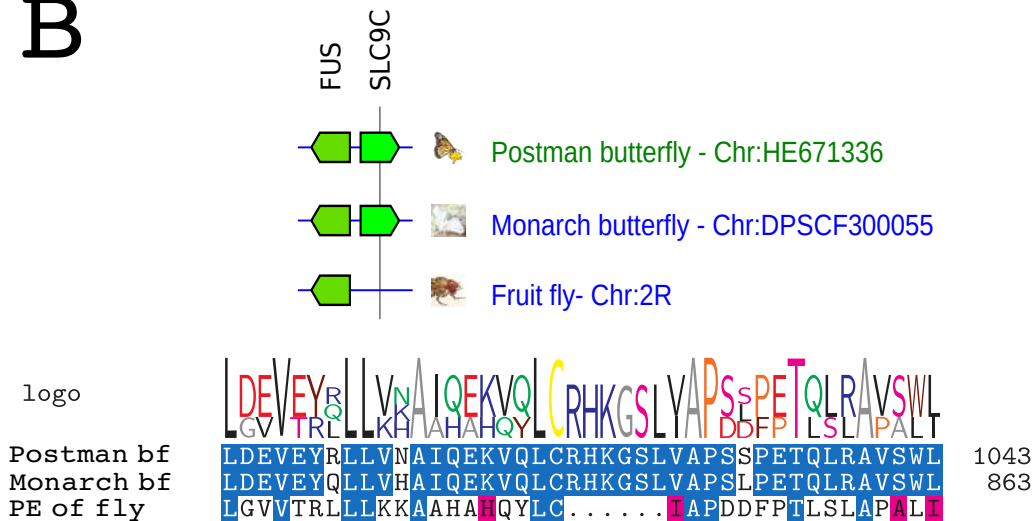 B
FUS
SLC9C
Postman butterfly - Chr:HE671336
Monarch butterfly - Chr:DPSCF300055
Fruit fly- Chr:2R
logo LDEVEYRLLVNAIQEKVQLCRHKGSLVAPSSPETQLRAVSWL
Postman bf LDEVEYRLLVNAIQEKVQLCRHKGSLVAPSSPETQLRAVSWL 1043
Monarch bf LDEVEYQLLVHAIQEKVQLCRHKGSLVAPSLPETQLRAVSWL 863
PE of fly LGVVTRLLLKKAAHAHQYLC......IAPDDFPTLSLAPALI